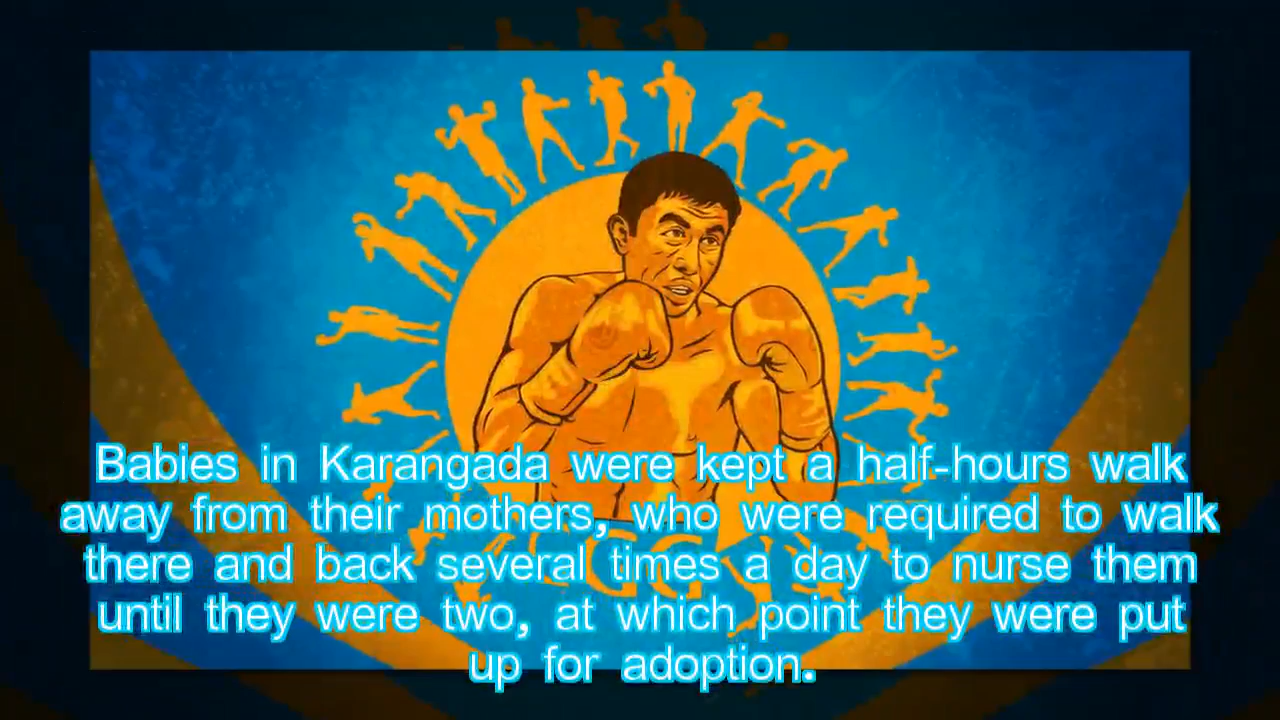 Babies in Karangada were kept a half-hours walk
away from their mothers, who were required to walk
there and back several times a day to nurse them
until they were two, at which point they were put
up for adoption.